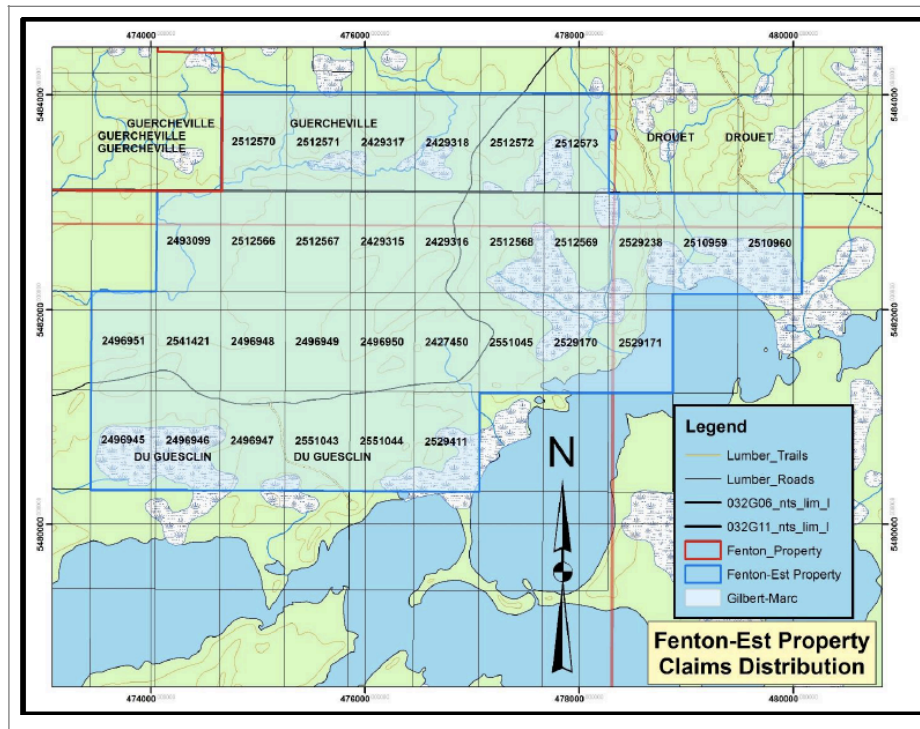 474000 476000 478000 480000
5484000 5484000
GUERCHEVILLE GUERCHEVILLE
GUERCHEVILLE
GUERCHEVILLE
DROUET DROUET
2512570 2512571 2429317 2429318 2512572 2512573
2493099 2512566 2512567 2429315 2429316 2512568 2512569 2529238 2510959 2510960
5482000 5482000
2496951 2541421 2496948 2496949 2496950 2427450 2551045 2529170 2529171
2496945 2496946 2496947 2551043 2551044 2529411
DU GUESCLIN DU GUESCLIN
5480000 5480000
N
Legend
Lumber_Trails
Lumber_Roads
032G06_nts_lim_l
032G11_nts_lim_l
Fenton_Property
Fenton-Est Property
Gilbert-Marc
Fenton-Est Property
Claims Distribution
474000 476000 478000 480000